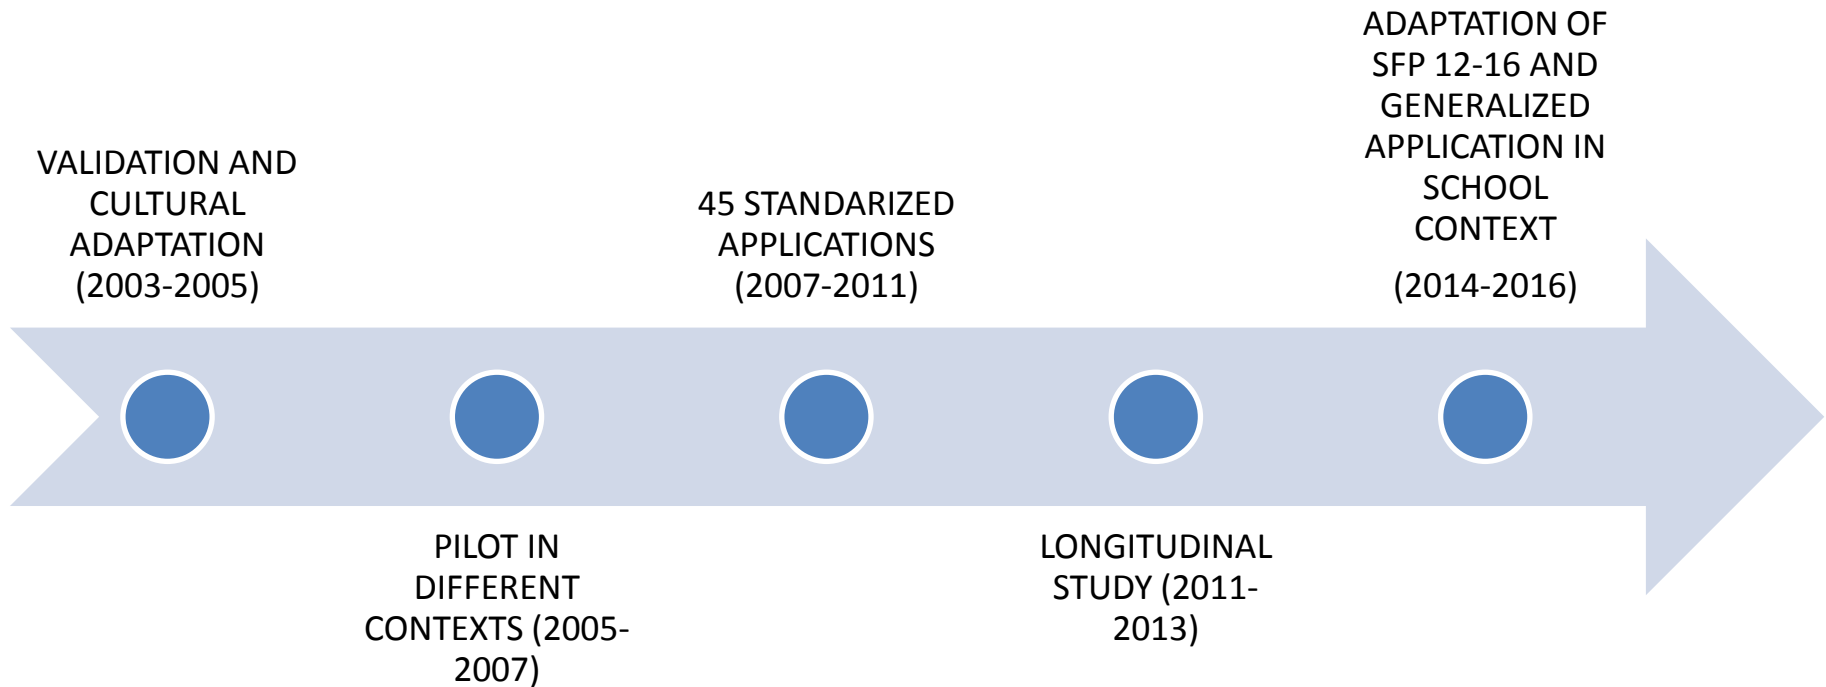 VALIDATION AND
CULTURAL
ADAPTATION
(2003-2005)
PILOT IN
DIFFERENT
CONTEXTS (2005-
2007)
45 STANDARIZED
APPLICATIONS
(2007-2011)
LONGITUDINAL
STUDY (2011-
2013)
ADAPTATION OF
SFP 12-16 AND
GENERALIZED
APPLICATION IN
SCHOOL
CONTEXT
(2014-2016)